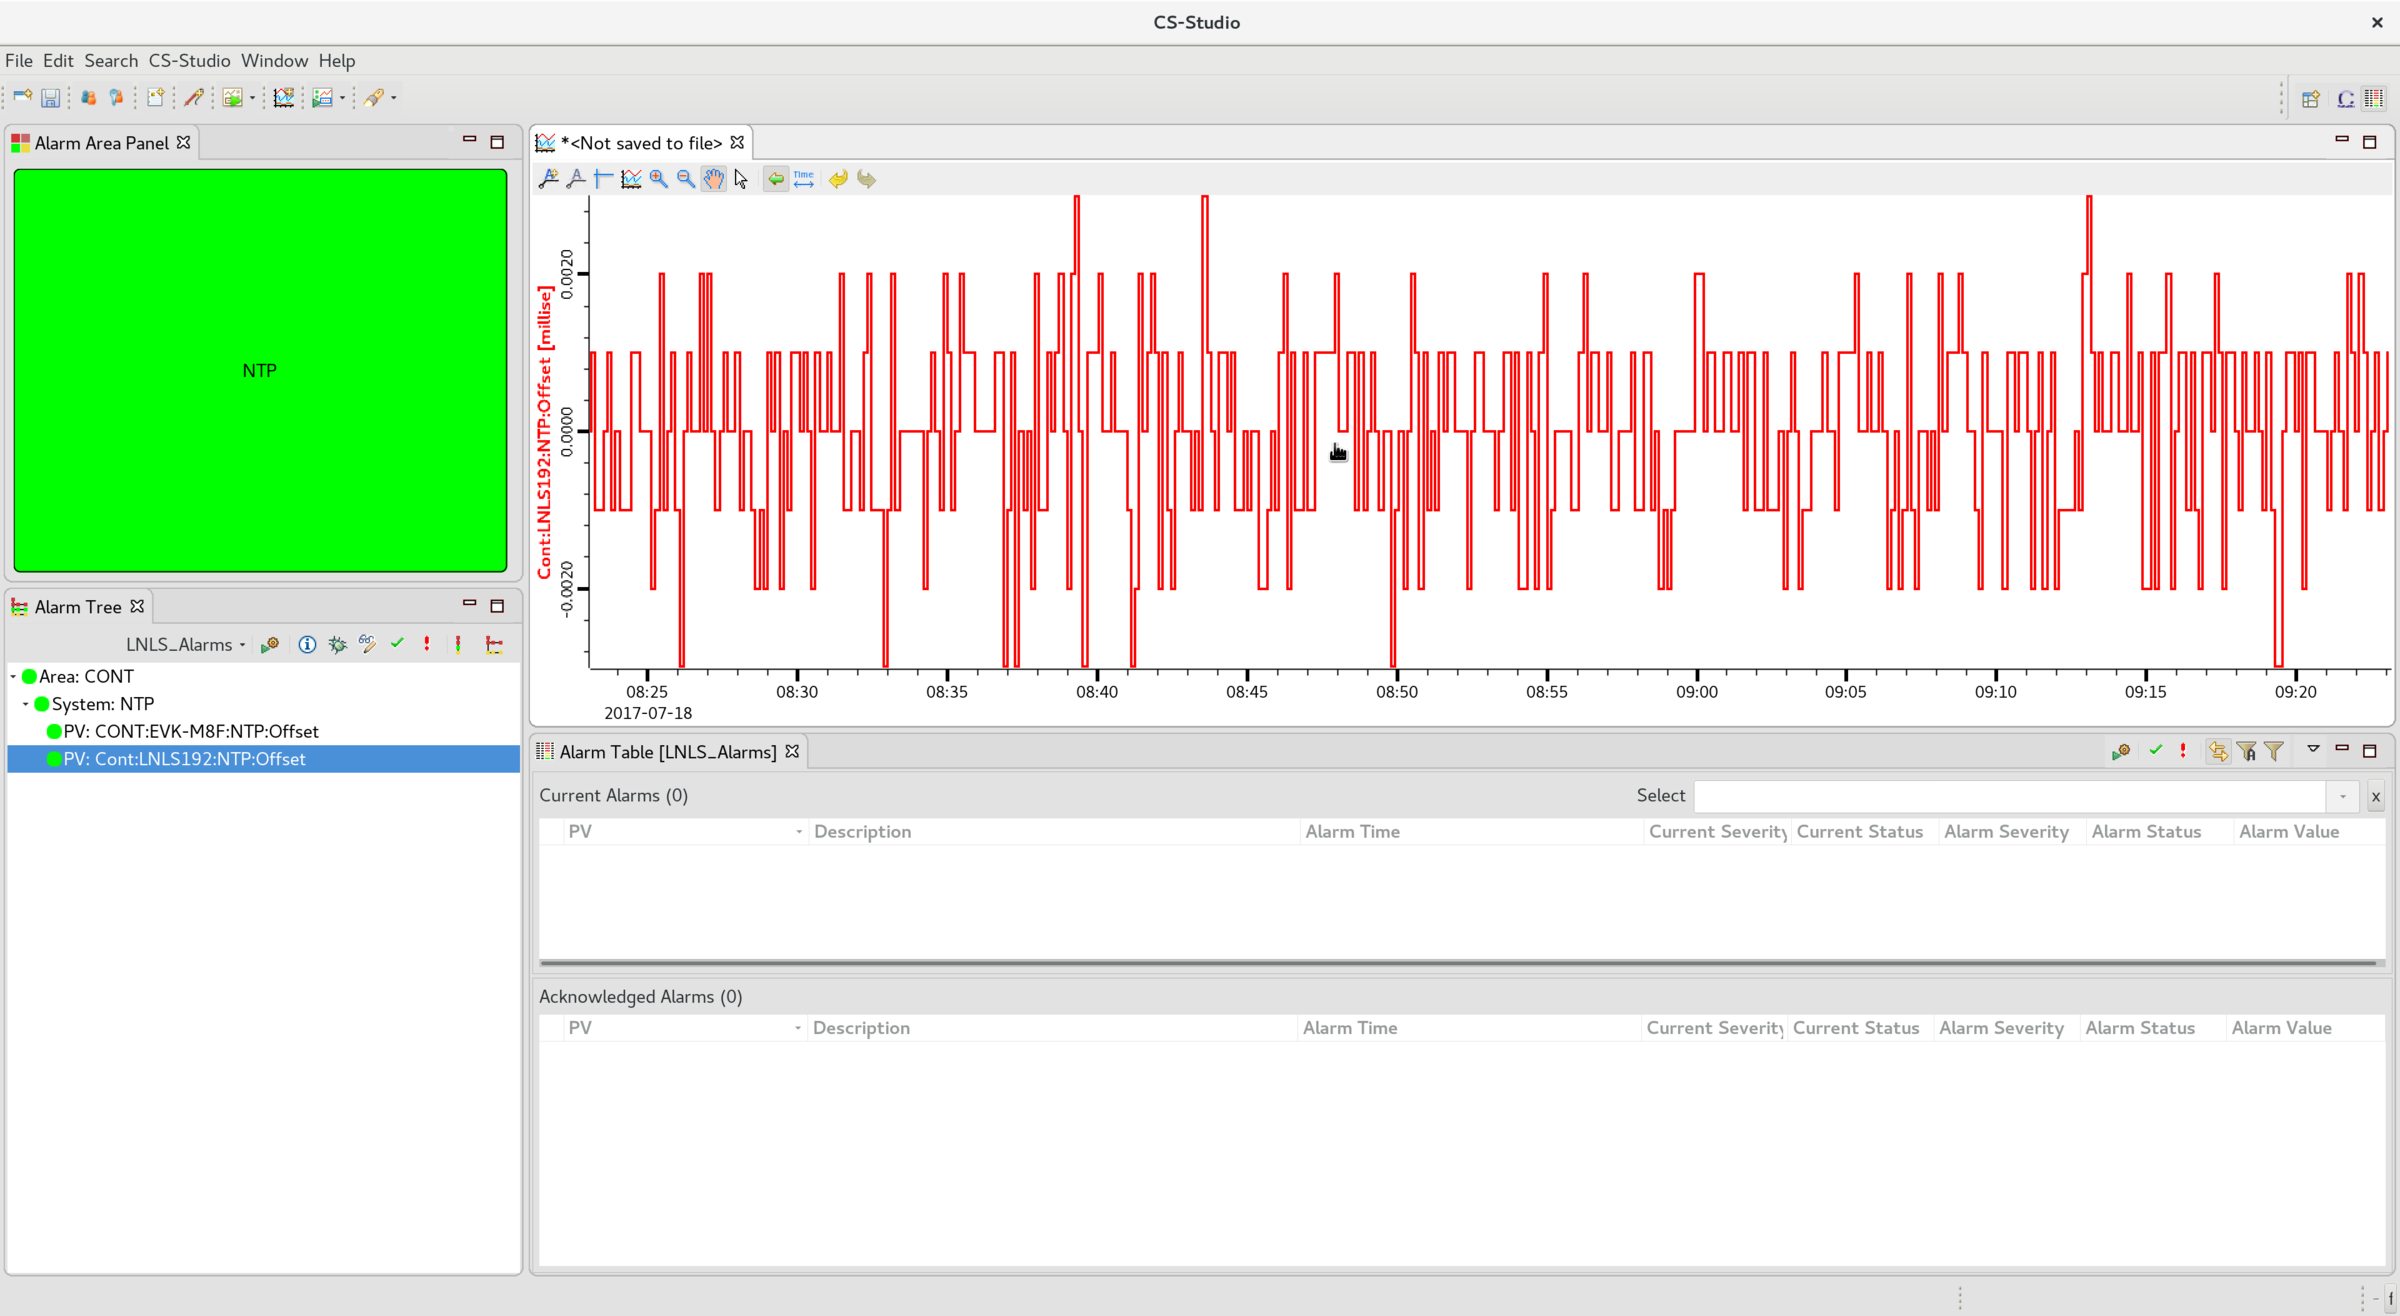 CS-Studio
File Edit Search CS-Studio Window Help
Alarm Area Panel
NTP
Alarm Tree
LNLS_Alarms
Area: CONT
System: NTP
PV: CONT:EVK-M8F:NTP:Offset
PV: Cont:LNLS192:NTP:Offset
*<Not saved to file>
Time
Cont:LNLS192:NTP:Offset [millise]
0.0020
0.0000
-0.0020
08:25 08:30 08:35 08:40 08:45 08:50 08:55 09:00 09:05 09:10 09:15 09:20
2017-07-18
Alarm Table [LNLS_Alarms]
Current Alarms (0) Select x
PV Description Alarm Time Current Severity Current Status Alarm Severity Alarm Status Alarm Value
Acknowledged Alarms (0)
PV Description Alarm Time Current Severity Current Status Alarm Severity Alarm Status Alarm Value